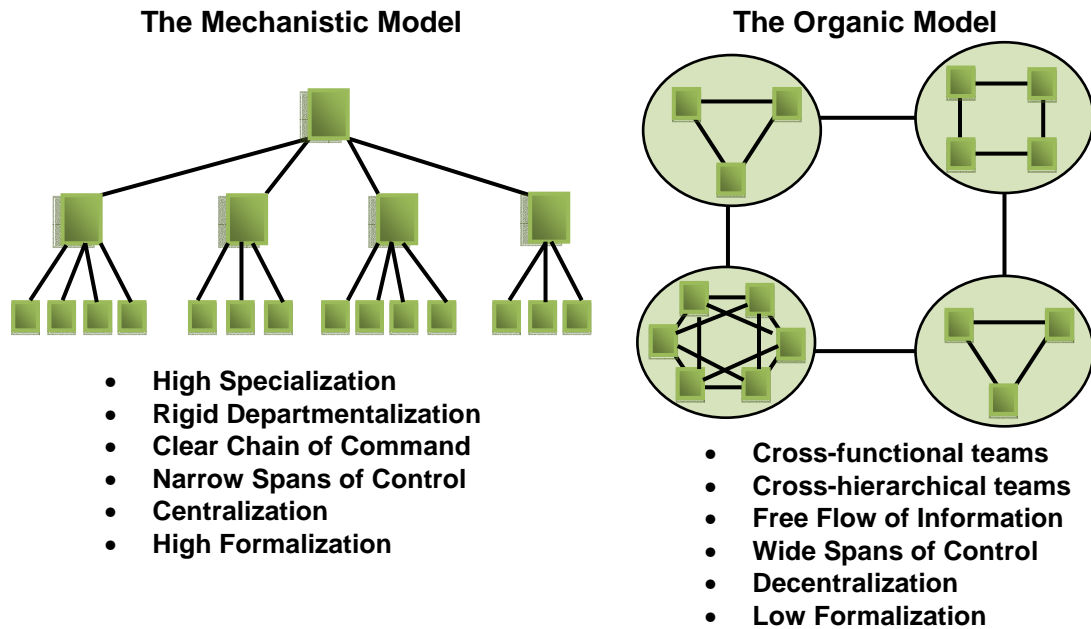 The Mechanistic Model
• High Specialization
• Rigid Departmentalization
• Clear Chain of Command
• Narrow Spans of Control
• Centralization
• High Formalization
The Organic Model
• Cross-functional teams
• Cross-hierarchical teams
• Free Flow of Information
• Wide Spans of Control
• Decentralization
• Low Formalization